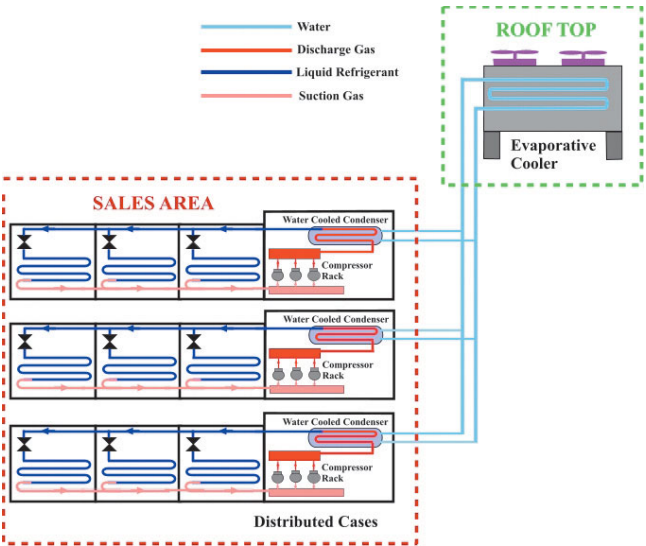 Water
Discharge Gas
Liquid Refrigerant
Suction Gas
ROOF TOP
Evaporative
Cooler
SALES AREA
Water Cooled Condenser
Compressor
Rack
Water Cooled Condenser
Compressor
Rack
Water Cooled Condenser
Compressor
Rack
Distributed Cases